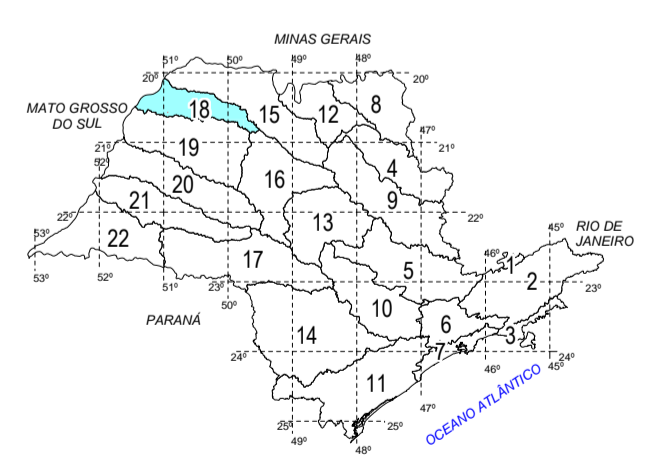 MINAS GERAIS
51º 50º 49º 48º
20º 20º
MATO GROSSO
DO SUL
18 15 12 8
47º
21º 21º
19
52º
16 4
20 9
21
22º 22º
13
45º
RIO DE
JANEIRO
53º
22
17
5
46º
1
2
53º 52º 51º 23º 23º
50º
10
PARANÁ
14
6
3
7
24º 24º
46º 45º
11
OCEANO ATLÂNTICO
47º
25º 25º
49º 48º